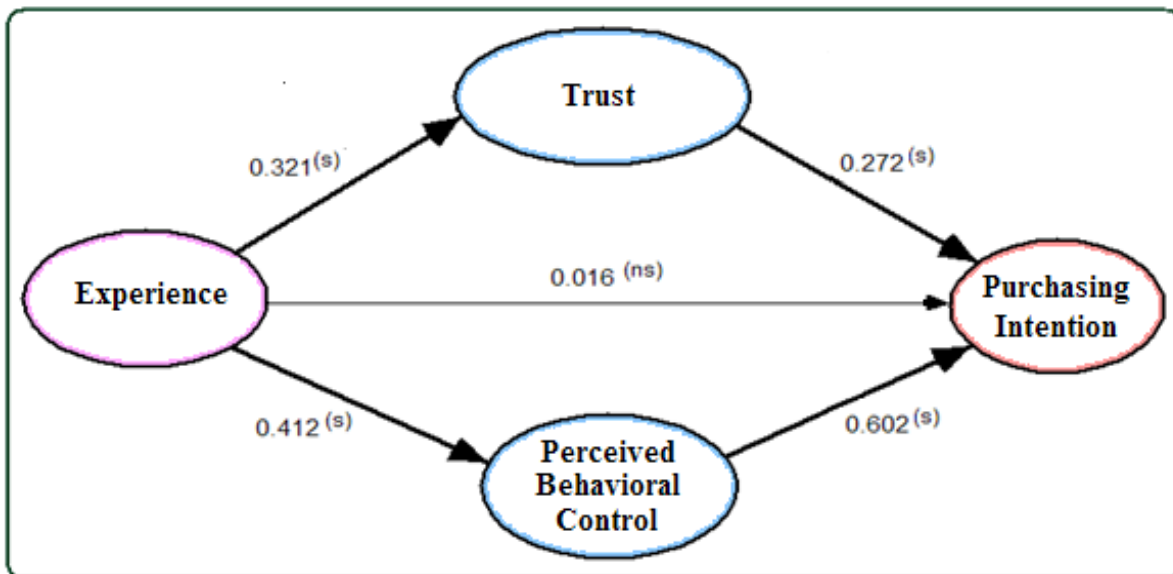 Trust
0.321(s)
0.272(s)
Experience
0.016 (ns)
Purchasing
Intention
0.412(s)
0.602(s)
Perceived
Behavioral
Control